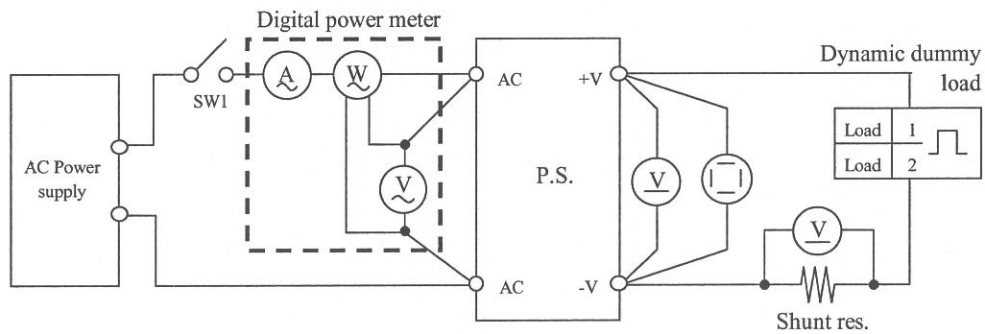 Digital power meter
A
W
SW1
V
AC Power
supply
AC
+V
P.S.
AC
-V
V
Dynamic dummy
load
Load 1
Load 2
V
Shunt res.